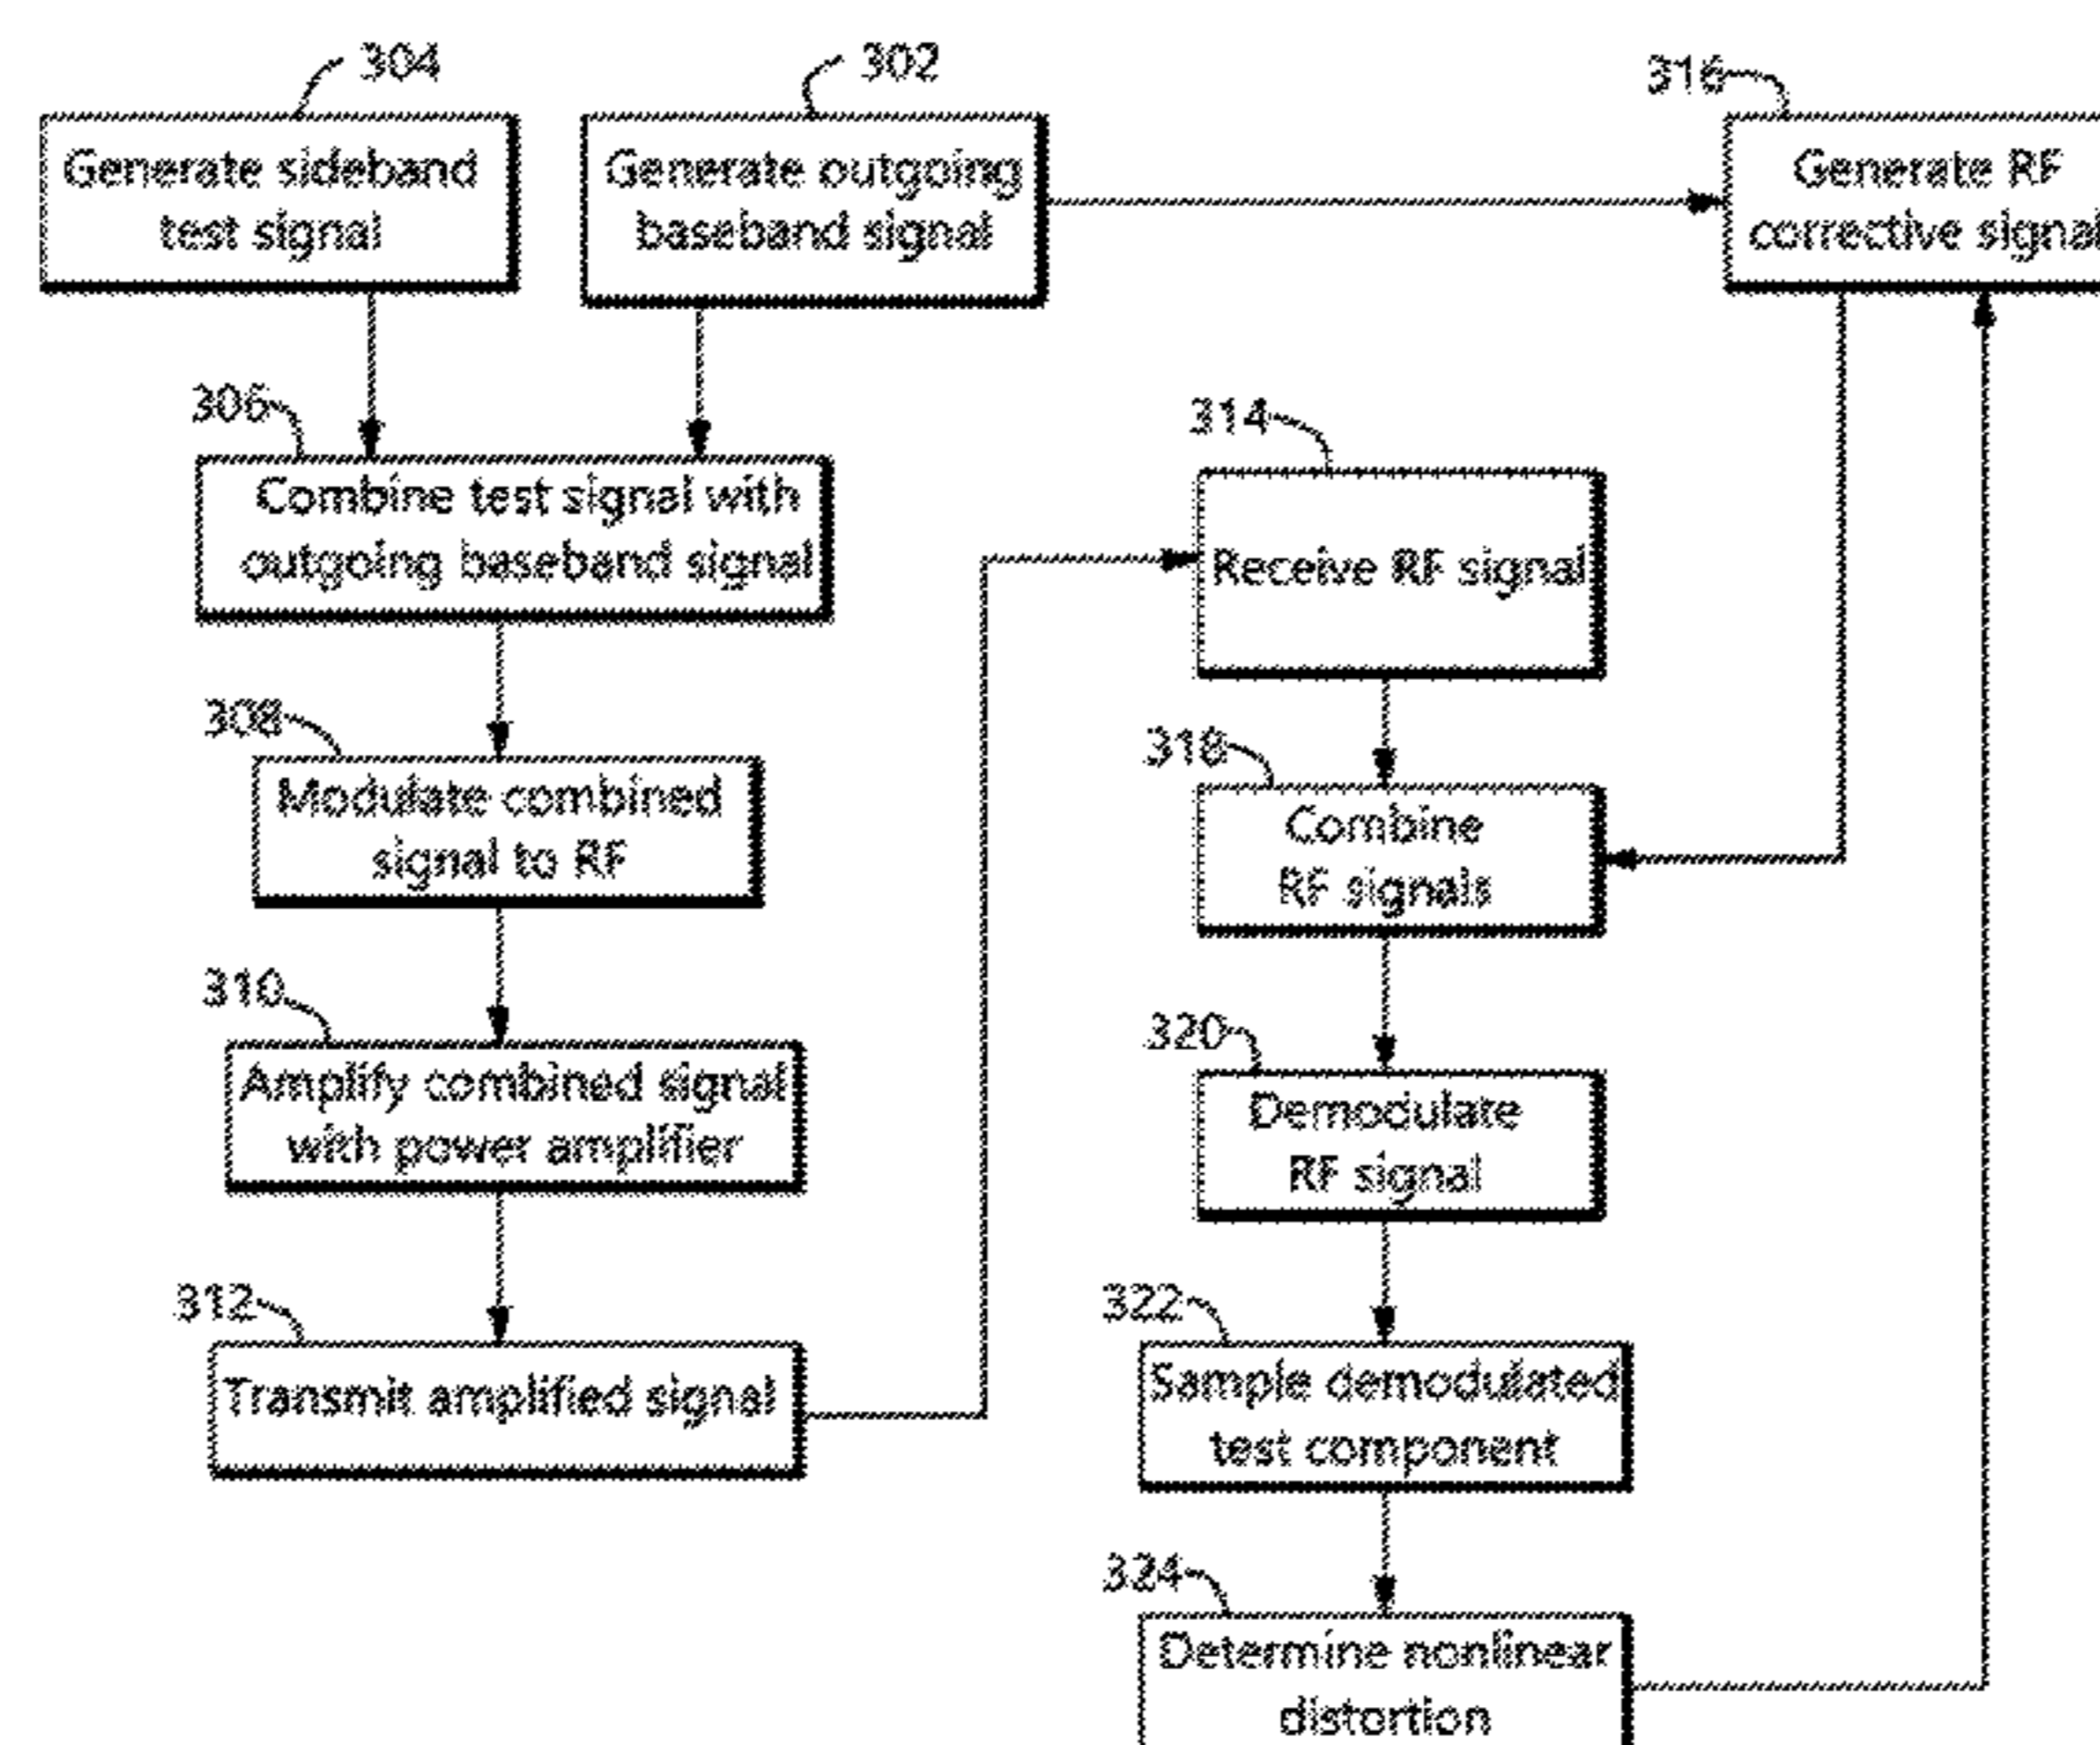 304
Generate sideband
test signal
302
Generate outgoing
baseband signal
316
Generate RF
corrective signal
306
Combine test signal with
outgoing baseband signal
308
Modulate combined
signal to RF
310
Amplify combined signal
with power amplifier
312
Transmit amplified signal
314
Receive RF signal
318
Combine
RF signals
320
Demodulate
RF signal
322
Sample demodulated
test component
324
Determine nonlinear
distortion